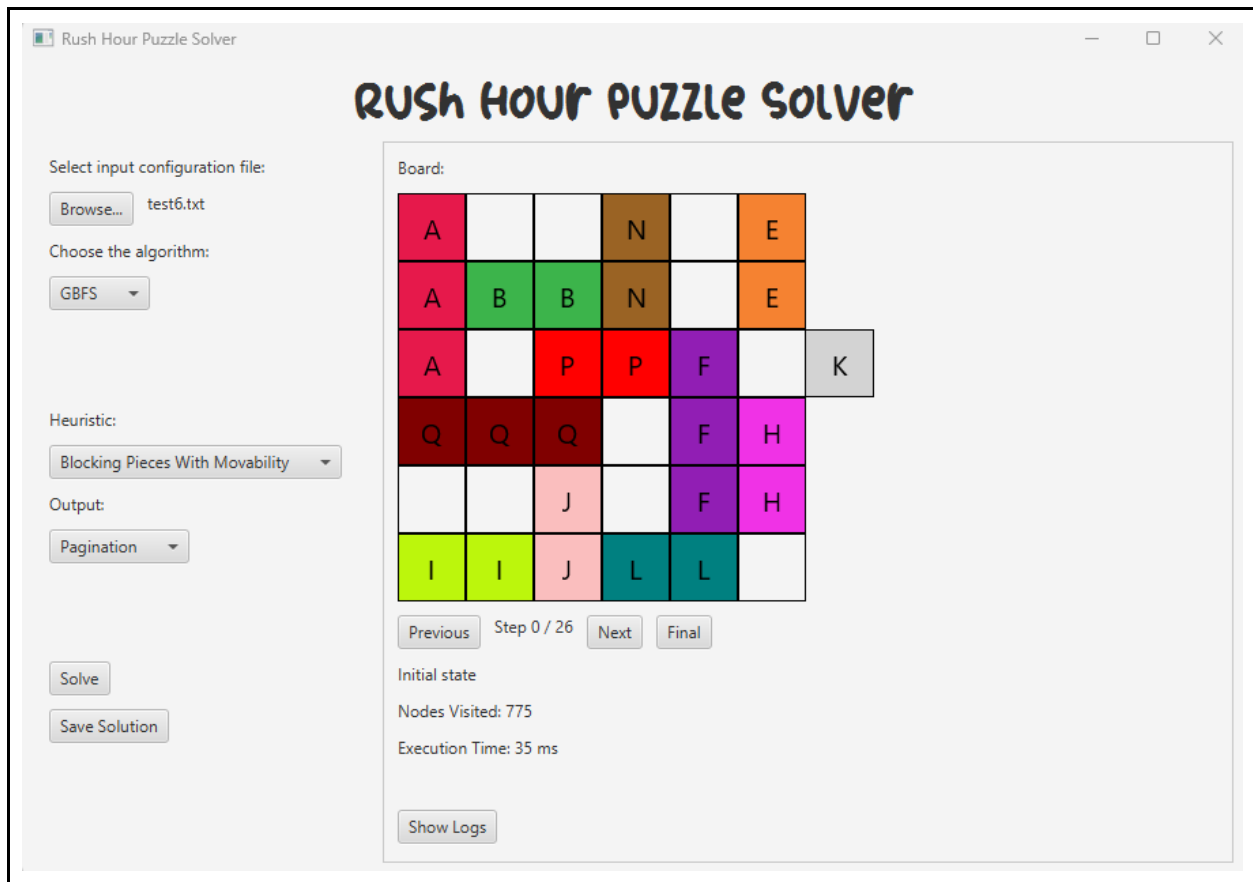 Rush Hour Puzzle Solver
Rush Hour Puzzle Solver
Select input configuration file:
Browse... test6.txt
Choose the algorithm:
GBFS
Heuristic:
Blocking Pieces With Movability
Output:
Pagination
Solve
Save Solution
Board:
A N E
A B B N E
A P P F K
Q Q Q F H
J F H
I I J L L
Previous Step 0 / 26 Next Final
Initial state
Nodes Visited: 775
Execution Time: 35 ms
Show Logs